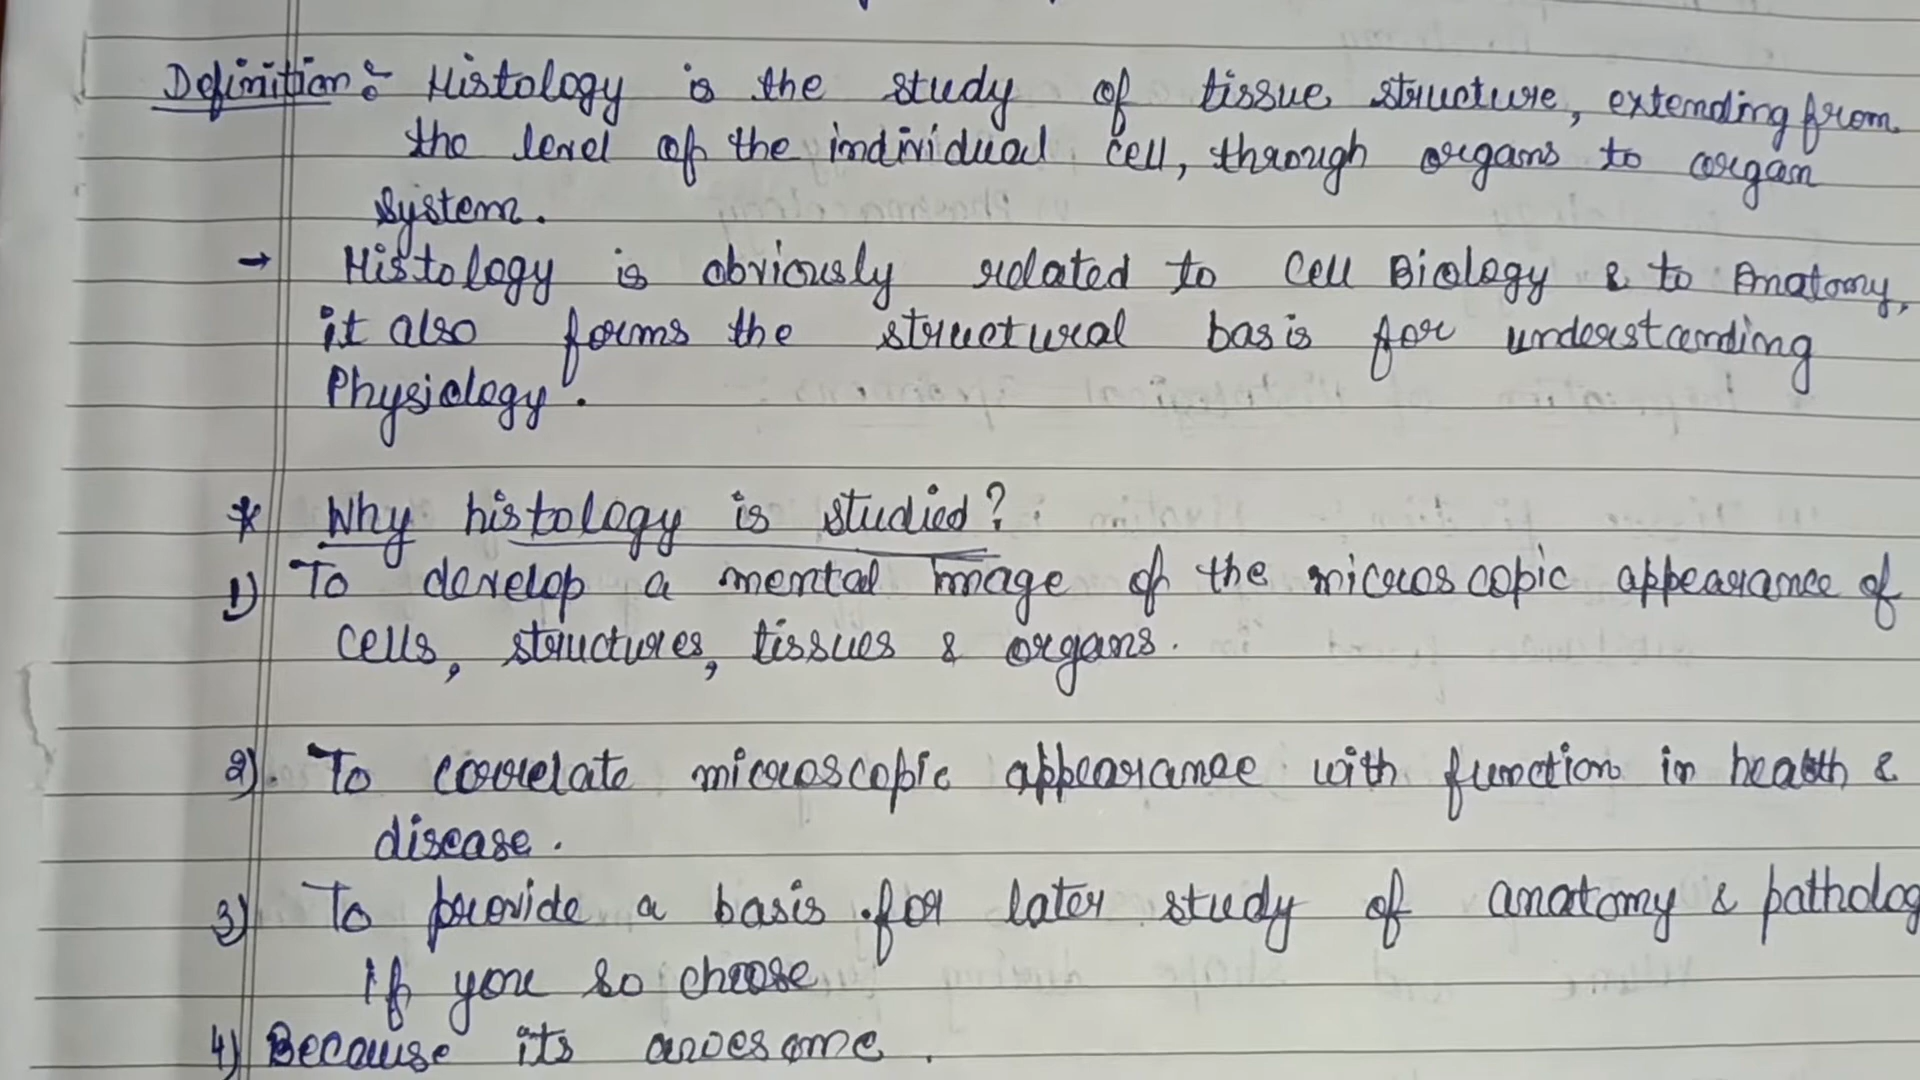 Definition :- Histology is the study of tissue structure, extending from
the level of the individual cell, through organs to organ
system.
→ Histology is obviously related to Cell Biology & to Anatomy,
it also forms the structural basis for understanding
Physiology.
* Why histology is studied?
1) To develop a mental image of the microscopic appearance of
cells, structures, tissues & organs.
2) To correlate microscopic appearance with function in health &
disease.
3) To provide a basis for later study of anatomy & patholog
If you so choose
4) Because its awesome.